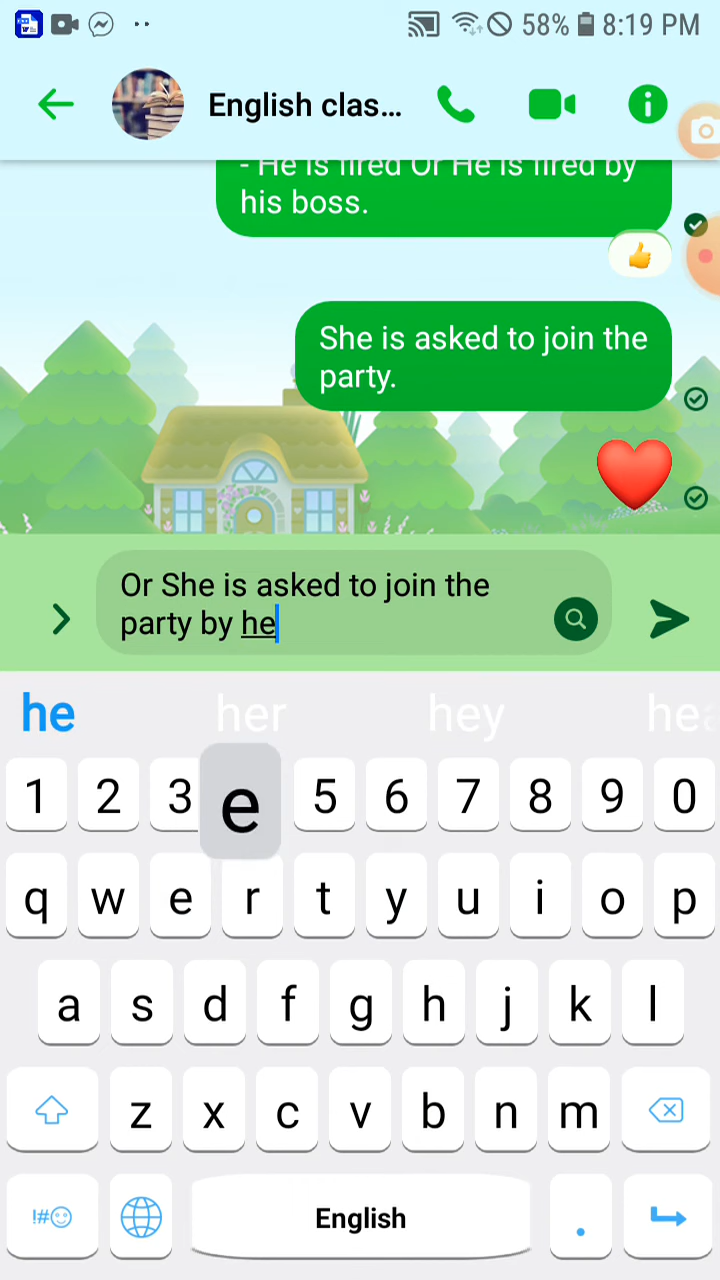 58% 8:19 PM
English clas...
- He is fired Or He is fired by
his boss.
She is asked to join the
party.
Or She is asked to join the
party by he
he her hey hea
1 2 3 e 5 6 7 8 9 0
q w e r t y u i o p
a s d f g h j k l
z x c v b n m
!#☺ English .